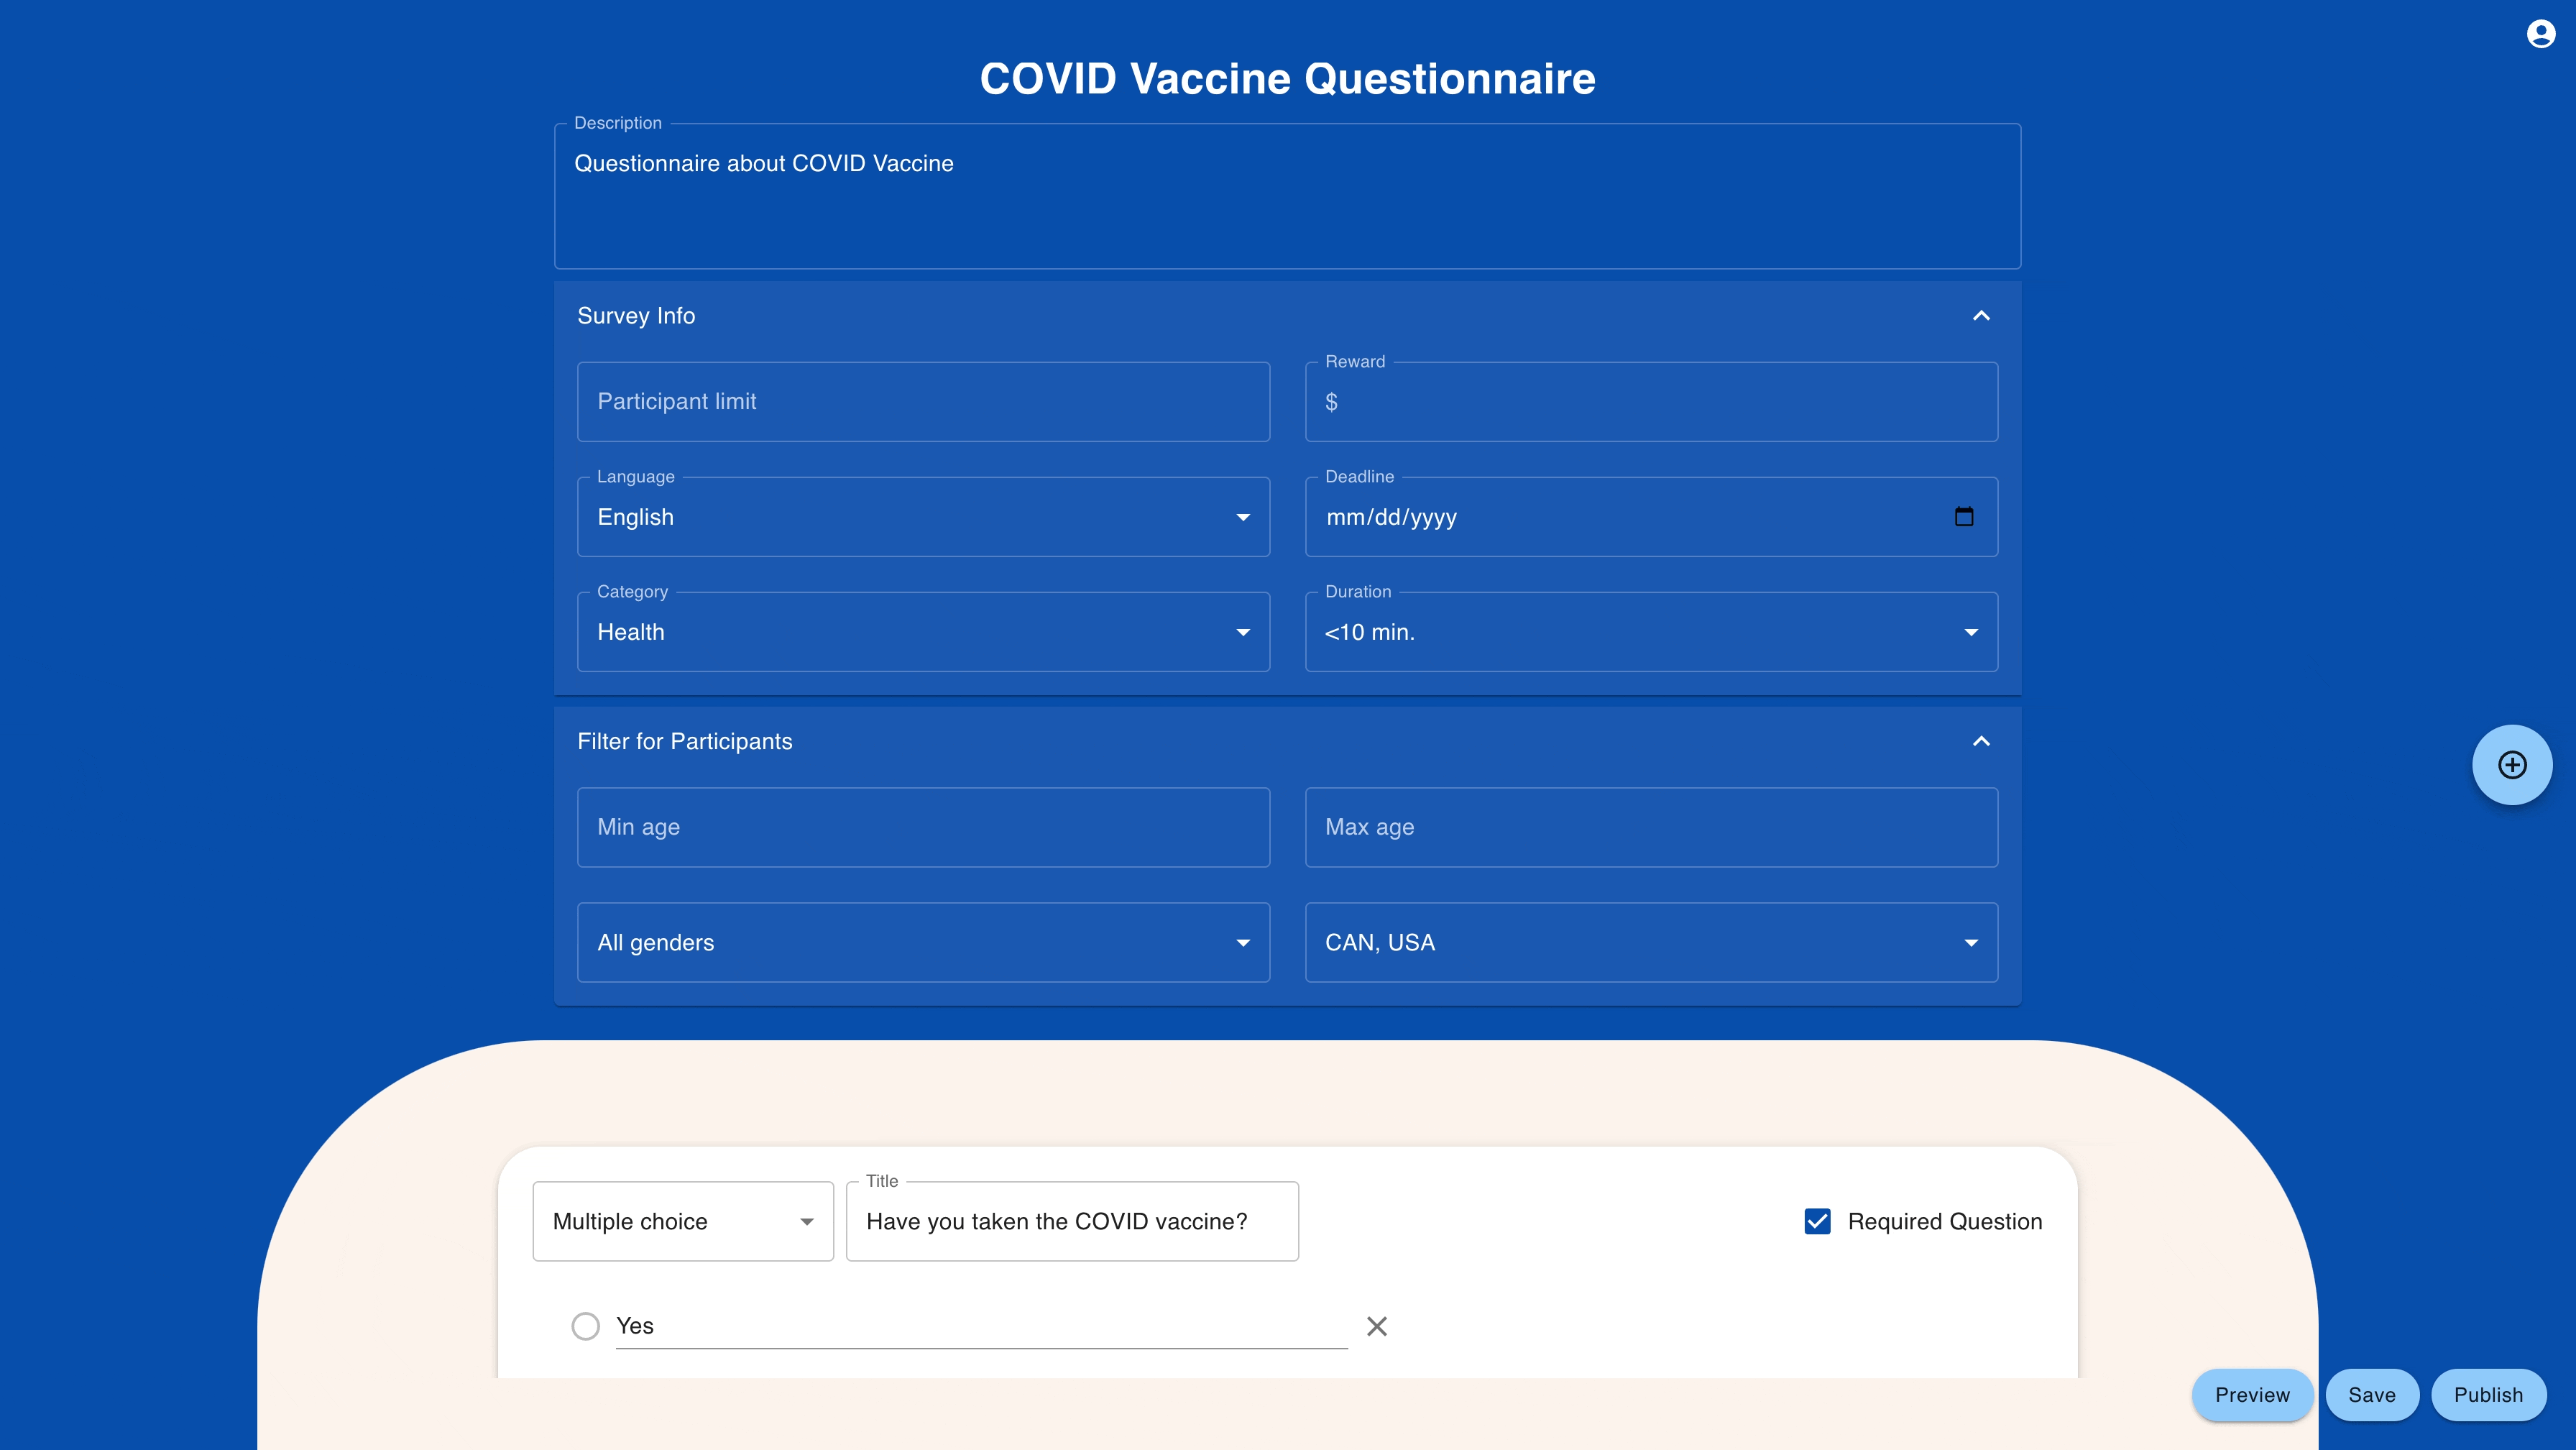 COVID Vaccine Questionnaire
Description
Questionnaire about COVID Vaccine
Survey Info
Participant limit
Reward
$
Language
English
Deadline
mm/dd/yyyy
Category
Health
Duration
<10 min.
Filter for Participants
Min age
Max age
All genders
CAN, USA
Multiple choice
Title
Have you taken the COVID vaccine?
Required Question
Yes
Preview
Save
Publish